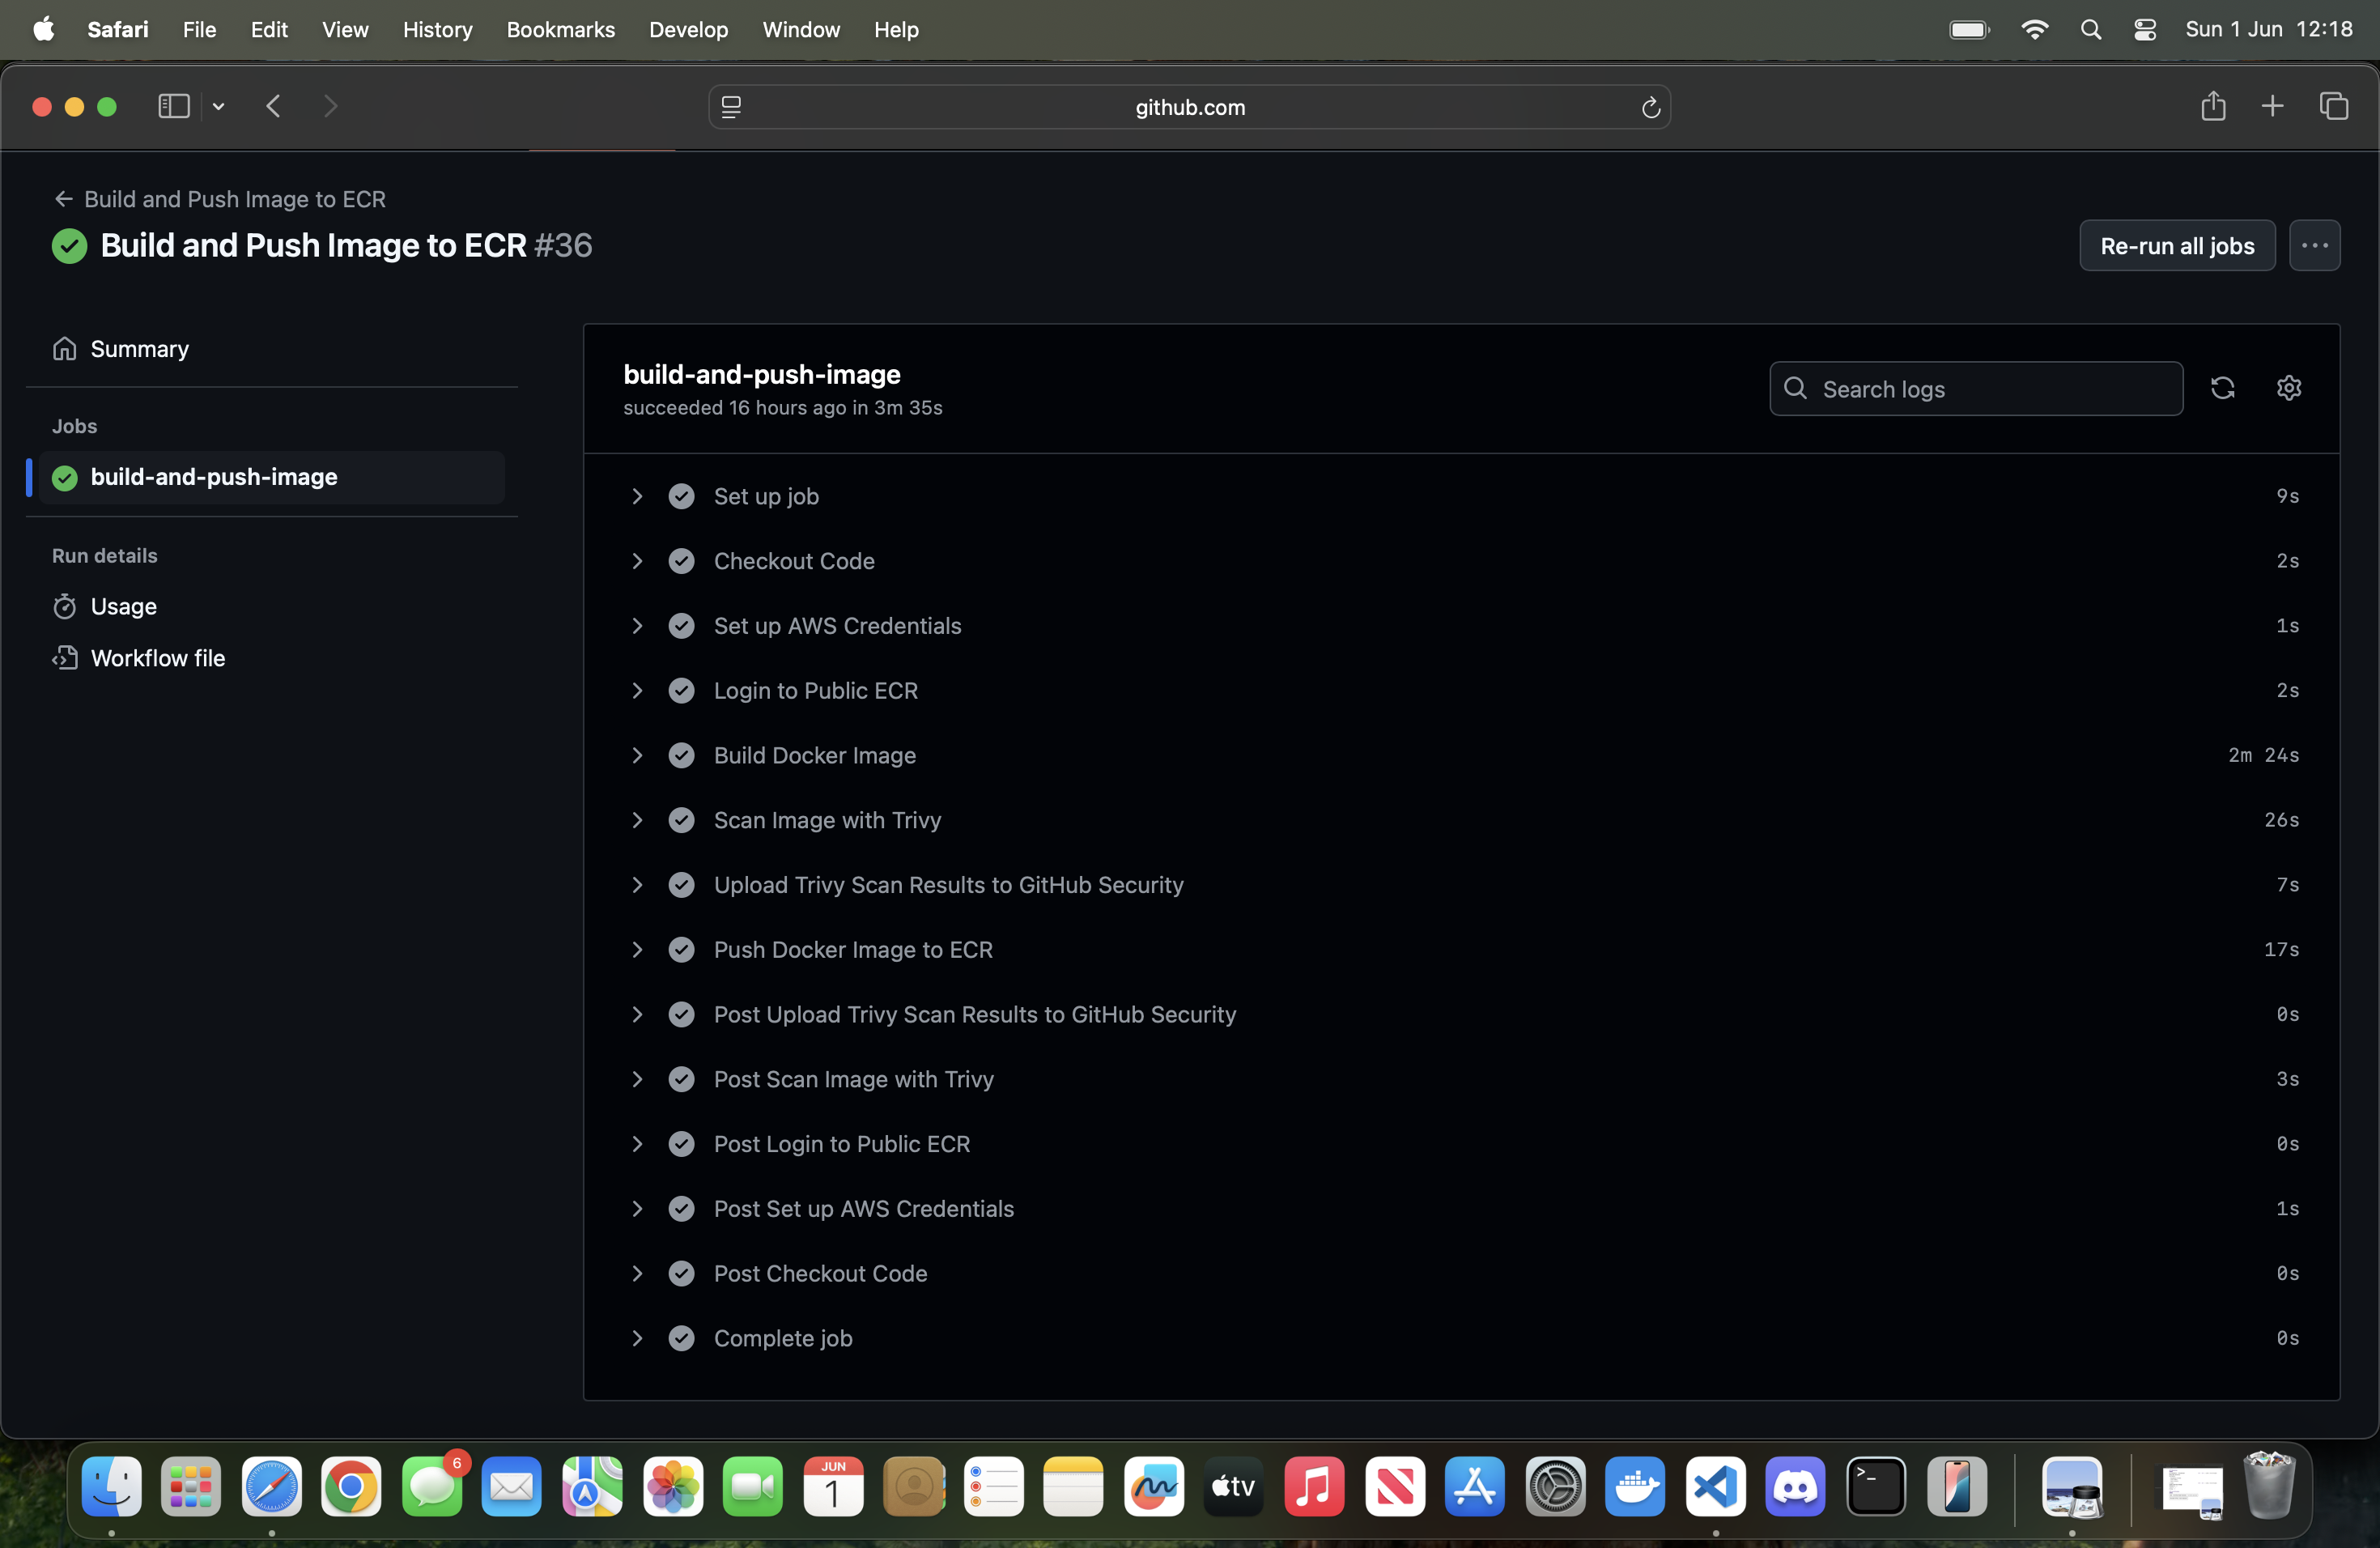 Safari File Edit View History Bookmarks Develop Window Help Sun 1 Jun 12:18
github.com
Build and Push Image to ECR
Build and Push Image to ECR #36
Re-run all jobs
Summary
Jobs
build-and-push-image
Run details
Usage
Workflow file
build-and-push-image
succeeded 16 hours ago in 3m 35s
Search logs
Set up job 9s
Checkout Code 2s
Set up AWS Credentials 1s
Login to Public ECR 2s
Build Docker Image 2m 24s
Scan Image with Trivy 26s
Upload Trivy Scan Results to GitHub Security 7s
Push Docker Image to ECR 17s
Post Upload Trivy Scan Results to GitHub Security 0s
Post Scan Image with Trivy 3s
Post Login to Public ECR 0s
Post Set up AWS Credentials 1s
Post Checkout Code 0s
Complete job 0s
6
JUN
1
tv
>_